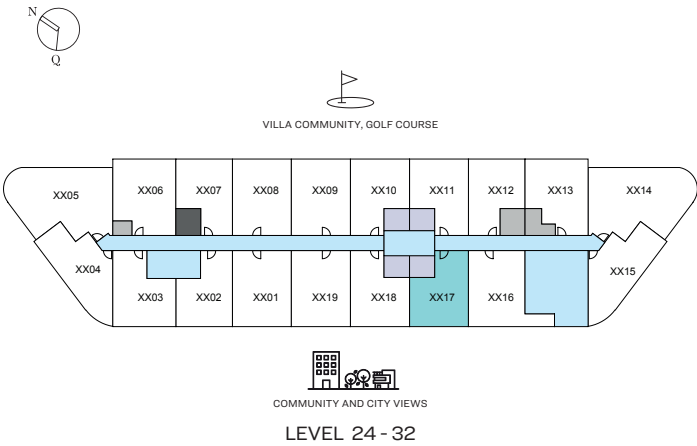 N
Q
VILLA COMMUNITY, GOLF COURSE
XX05 XX06 XX07 XX08 XX09 XX10 XX11 XX12 XX13 XX14
XX04 XX15
XX03 XX02 XX01 XX19 XX18 XX17 XX16
COMMUNITY AND CITY VIEWS
LEVEL 24 - 32